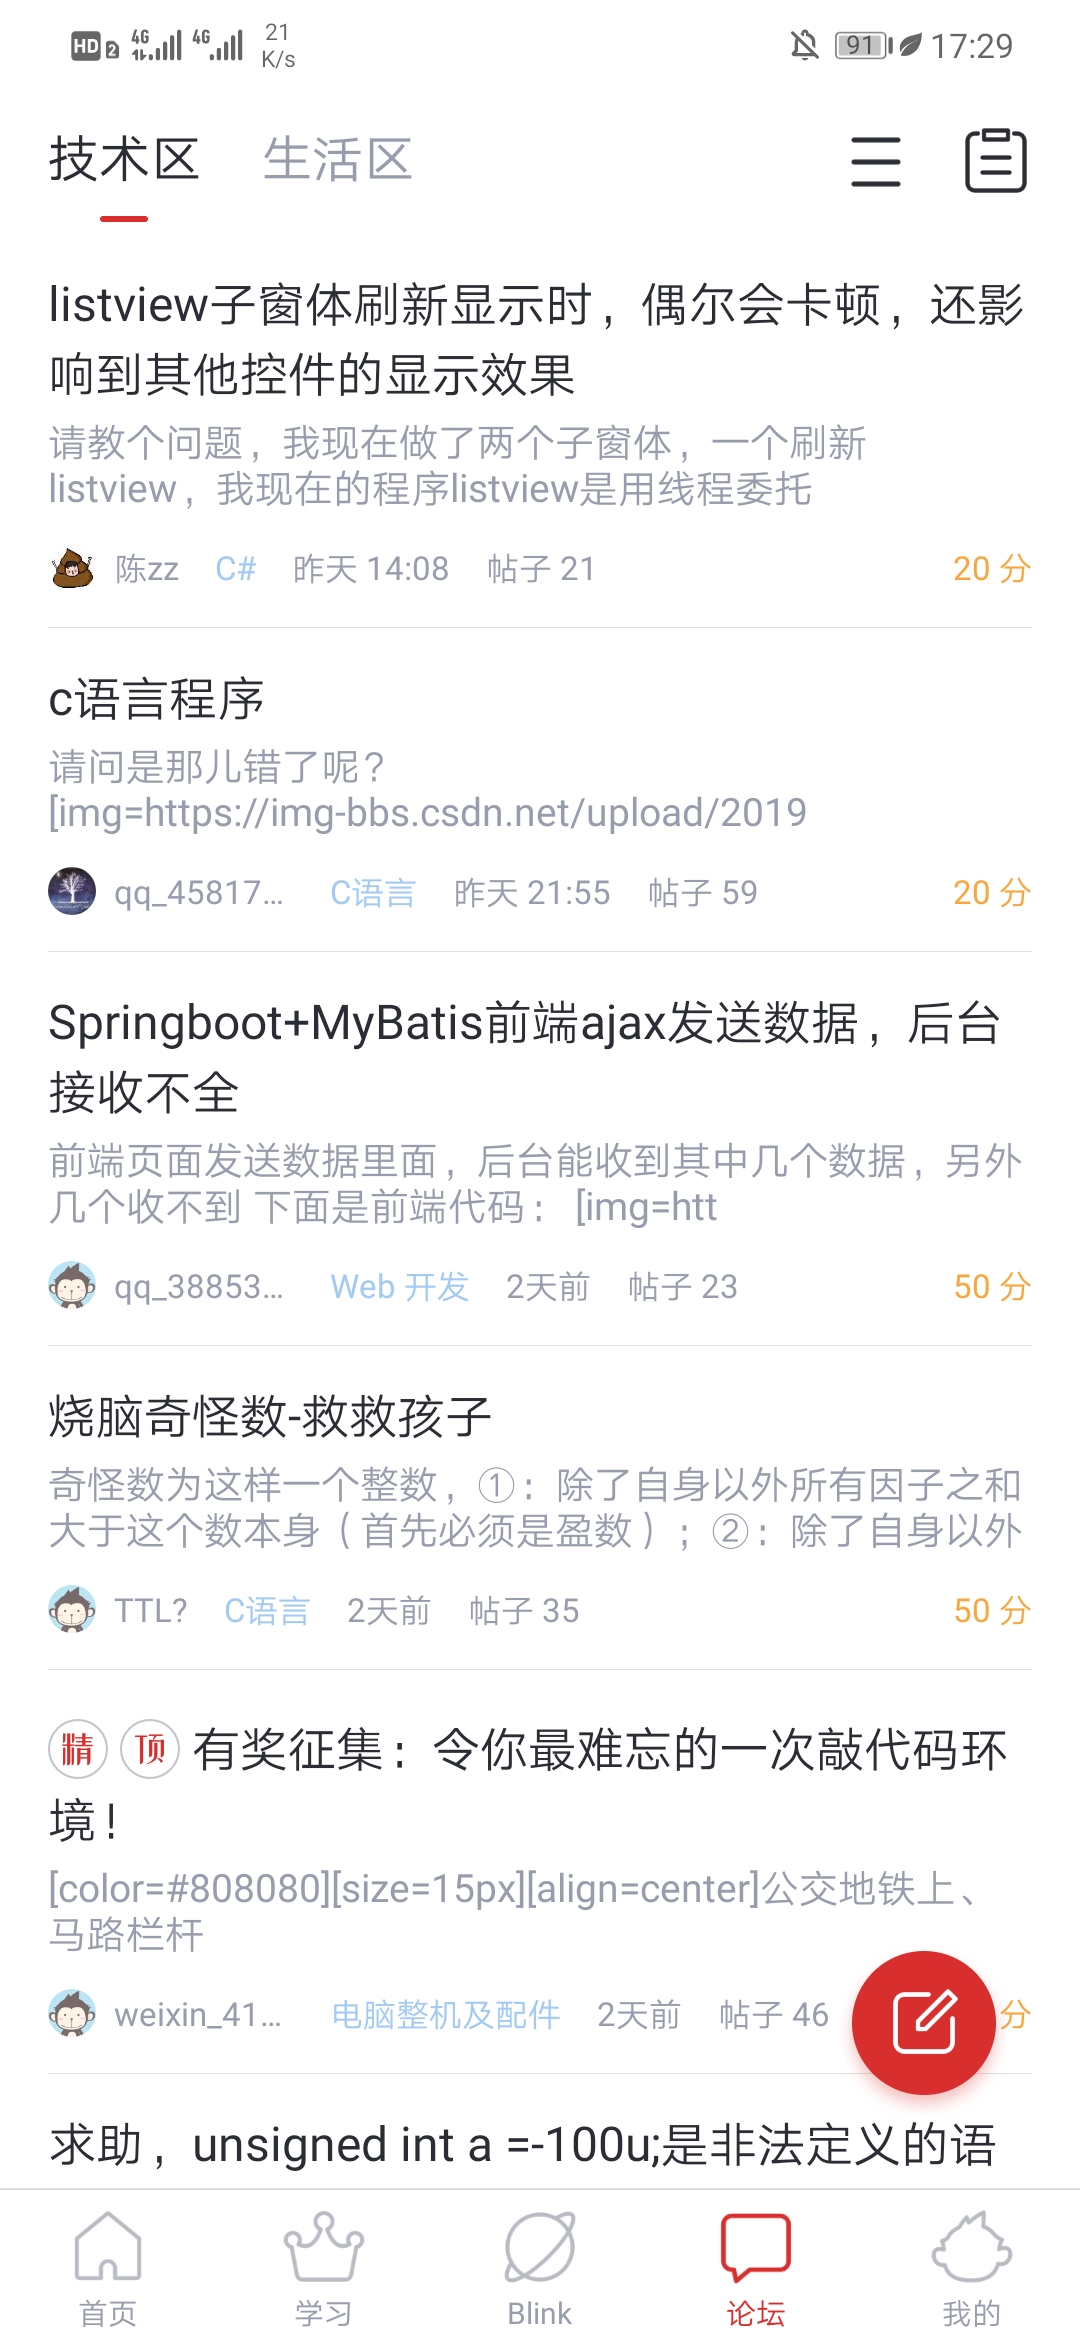 HD 2 4G 4G 21 K/s 91 17:29
技术区 生活区
listview子窗体刷新显示时，偶尔会卡顿，还影
响到其他控件的显示效果
请教个问题，我现在做了两个子窗体，一个刷新
listview，我现在的程序listview是用线程委托
陈zz C# 昨天 14:08 帖子 21 20 分
c语言程序
请问是那儿错了呢？
[img=https://img-bbs.csdn.net/upload/2019
qq_45817... C语言 昨天 21:55 帖子 59 20 分
Springboot+MyBatis前端ajax发送数据，后台
接收不全
前端页面发送数据里面，后台能收到其中几个数据，另外
几个收不到 下面是前端代码： [img=htt
qq_38853... Web 开发 2天前 帖子 23 50 分
烧脑奇怪数-救救孩子
奇怪数为这样一个整数，①：除了自身以外所有因子之和
大于这个数本身（首先必须是盈数）；②：除了自身以外
TTL? C语言 2天前 帖子 35 50 分
精 顶 有奖征集：令你最难忘的一次敲代码环
境！
[color=#808080][size=15px][align=center]公交地铁上、
马路栏杆
weixin_41... 电脑整机及配件 2天前 帖子 46 分
求助，unsigned int a =-100u;是非法定义的语
首页 学习 Blink 论坛 我的